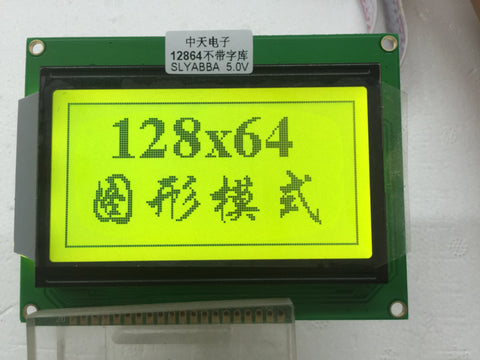 中天电子
12864不带字库
SLYABBA 5.0V
128x64
图形模式